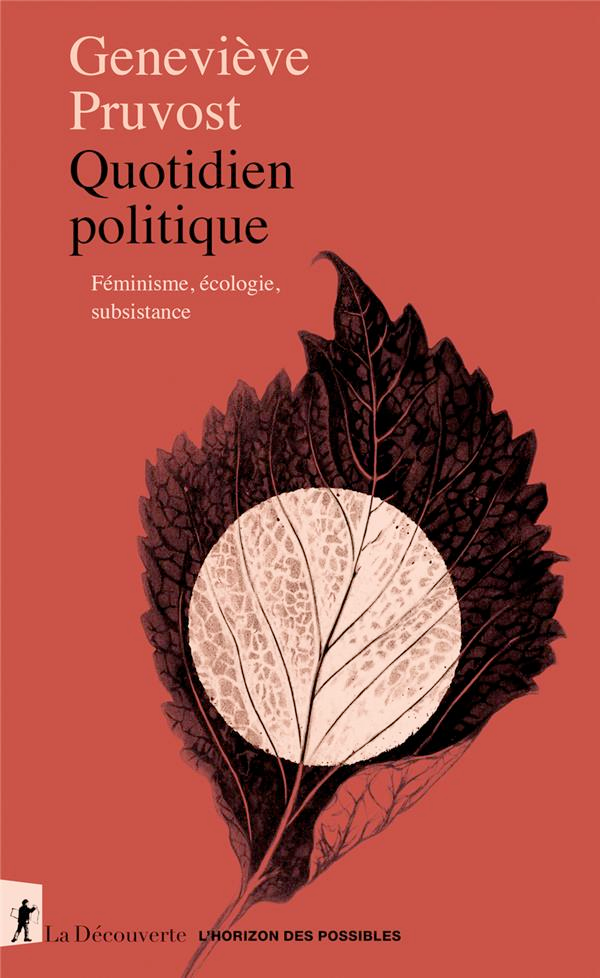 Geneviève
Pruvost
Quotidien
politique
Féminisme, écologie,
subsistance
La Découverte L'HORIZON DES POSSIBLES